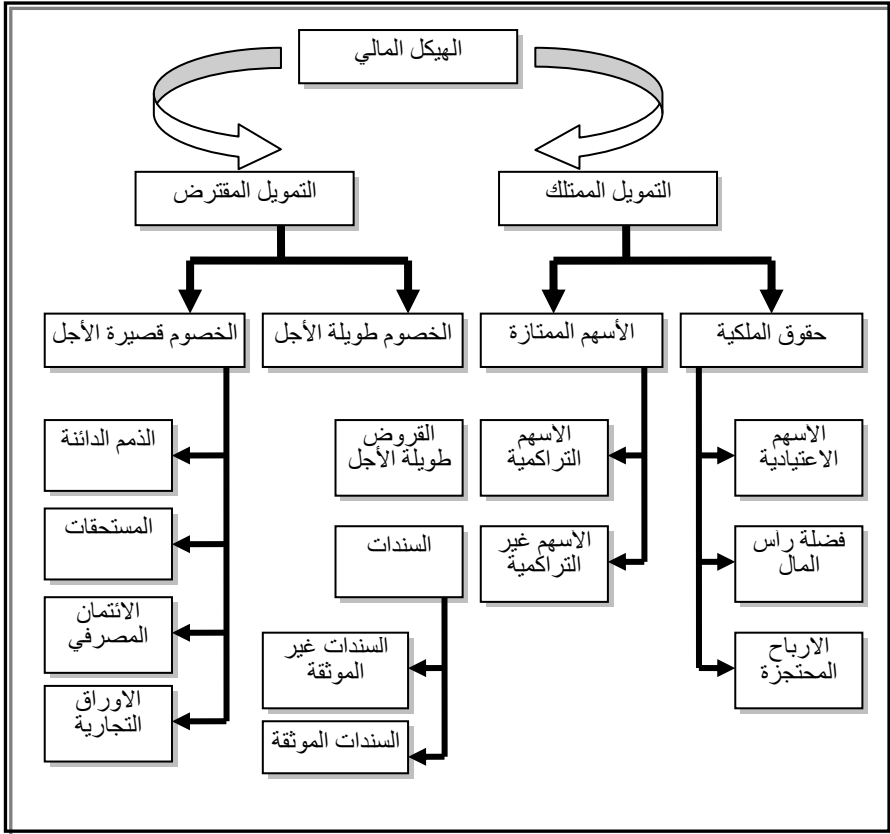 الهيكل المالي
التمويل الممتلك
التمويل المقترض
حقوق الملكية
الأسهم الممتازة
الخصوم طويلة الأجل
الخصوم قصيرة الأجل
الاسهم
الاعتيادية
فضلة رأس
المال
الارباح
المحتجزة
الاسهم
التراكمية
الاسهم غير
التراكمية
القروض
طويلة الأجل
السندات
السندات غير
الموثقة
السندات الموثقة
الذمم الدائنة
المستحقات
الائتمان
المصرفي
الاوراق
التجارية